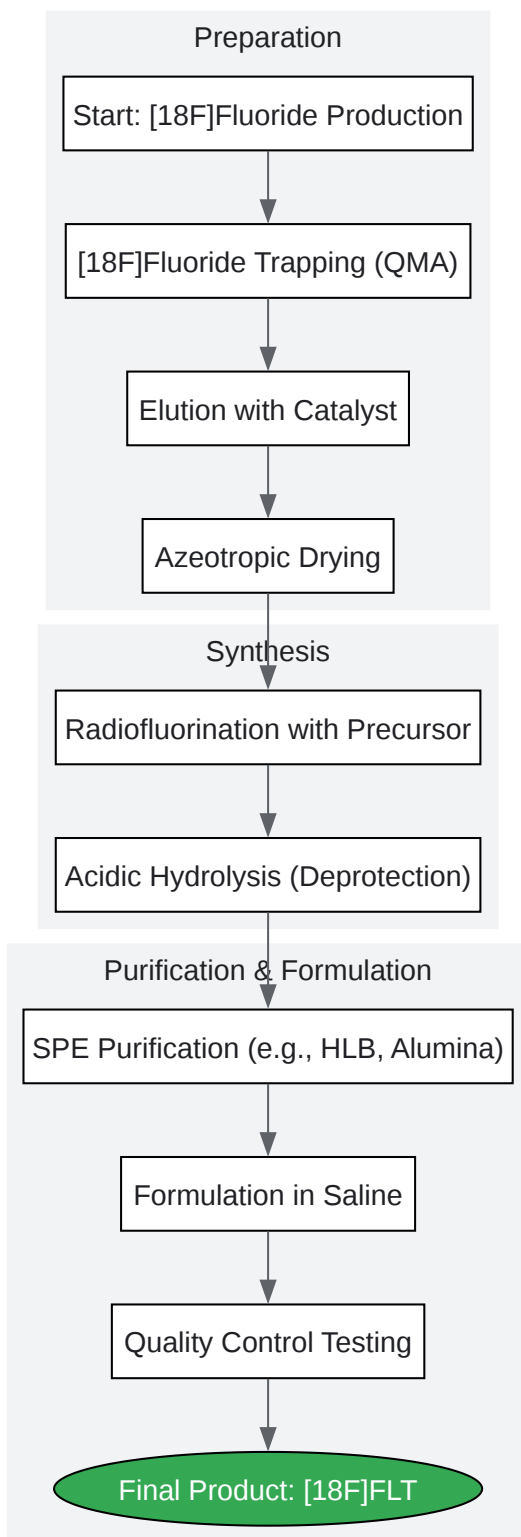 Preparation
Start: [18F]Fluoride Production
[18F]Fluoride Trapping (QMA)
Elution with Catalyst
Azeotropic Drying
Synthesis
Radiofluorination with Precursor
Acidic Hydrolysis (Deprotection)
Purification & Formulation
SPE Purification (e.g., HLB, Alumina)
Formulation in Saline
Quality Control Testing
Final Product: [18F]FLT